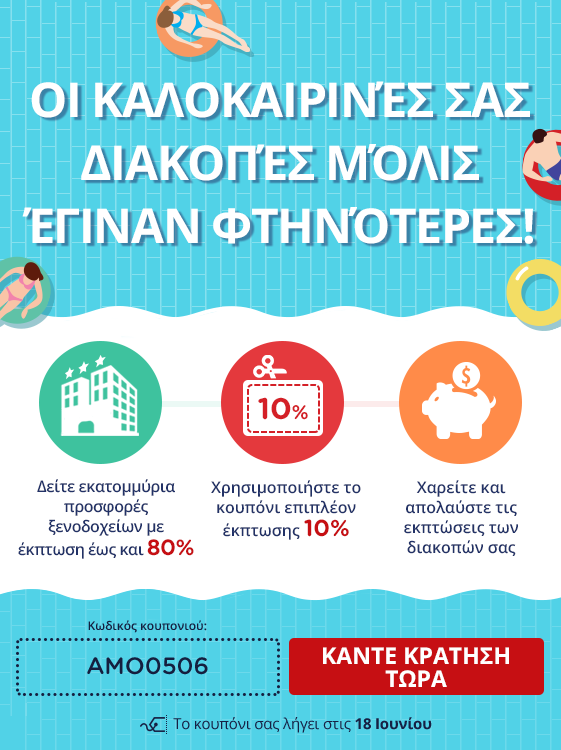 ΟΙ ΚΑΛΟΚΑΙΡΙΝΈΣ ΣΑΣ
ΔΙΑΚΟΠΈΣ ΜΌΛΙΣ
ΈΓΙΝΑΝ ΦΤΗΝΌΤΕΡΕΣ!
$
10%
Δείτε εκατομμύρια
προσφορές
ξενοδοχείων με
έκπτωση έως και 80%
Χρησιμοποιήστε το
κουπόνι επιπλέον
έκπτωσης 10%
Χαρείτε και
απολαύστε τις
εκπτώσεις των
διακοπών σας
Κωδικός κουπονιού:
AMO0506
ΚΑΝΤΕ ΚΡΑΤΗΣΗ
ΤΩΡΑ
Το κουπόνι σας λήγει στις 18 Ιουνίου